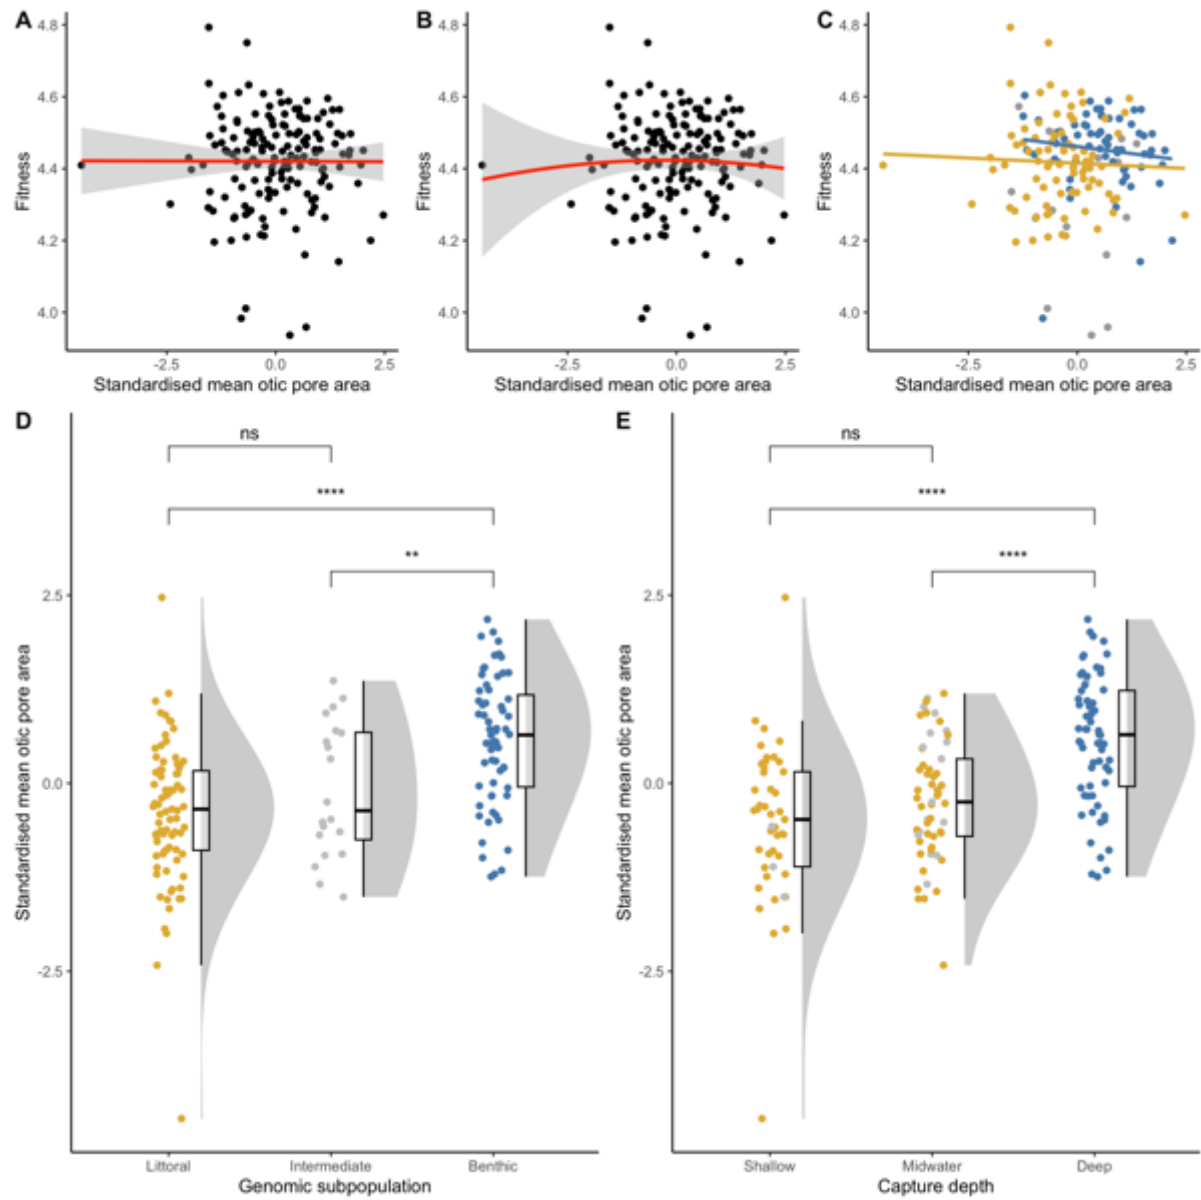 A
B
C
4.8
4.6
4.4
4.2
4.0
Fitness
-2.5
0.0
2.5
Standardised mean otic pore area
4.8
4.6
4.4
4.2
4.0
Fitness
-2.5
0.0
2.5
Standardised mean otic pore area
4.8
4.6
4.4
4.2
4.0
Fitness
-2.5
0.0
2.5
Standardised mean otic pore area
D
ns
****
**
2.5
0.0
-2.5
Standardised mean otic pore area
Littoral
Intermediate
Benthic
Genomic subpopulation
E
ns
****
****
2.5
0.0
-2.5
Standardised mean otic pore area
Shallow
Midwater
Deep
Capture depth